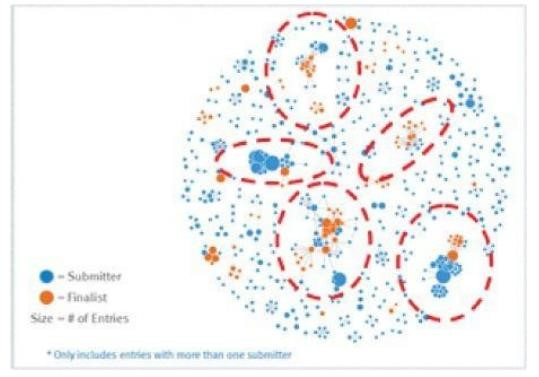 = Submitter
= Finalist
Size = # of Entries
* Only includes entries with more than one submitter